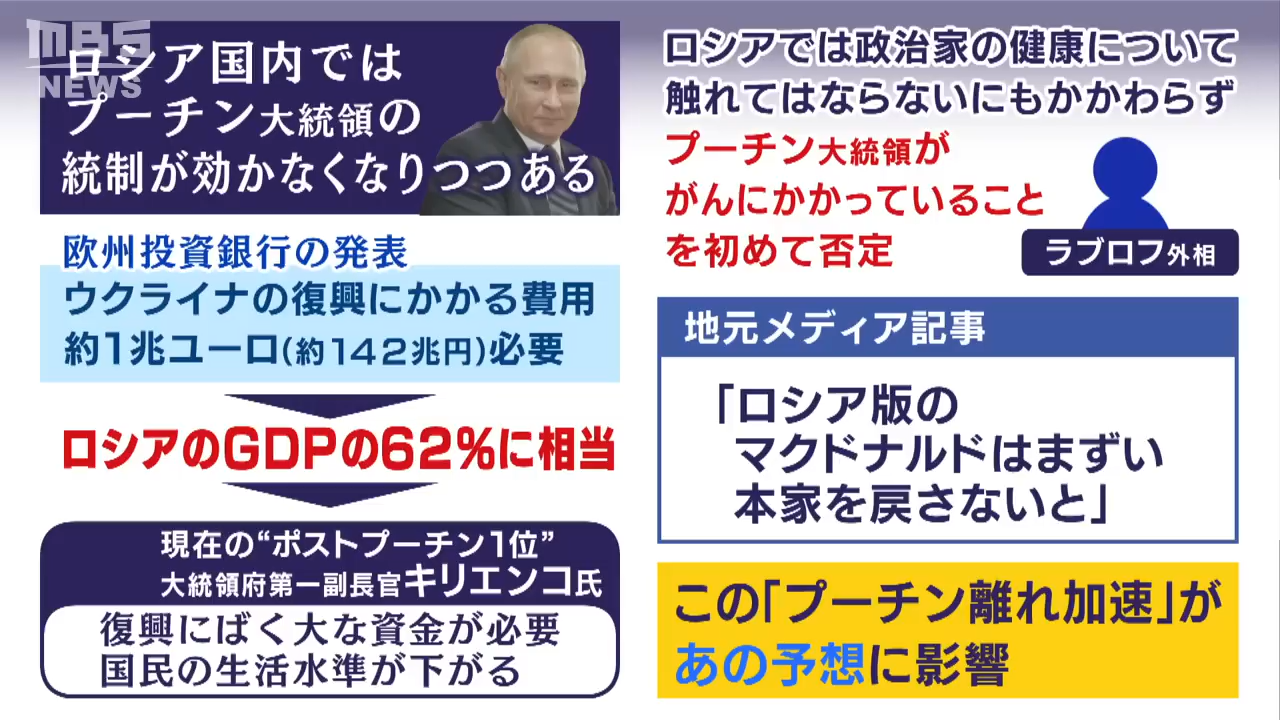 MBS
NEWS
ロシア国内では
プーチン大統領の
統制が効かなくなりつつある
欧州投資銀行の発表
ウクライナの復興にかかる費用
約1兆ユーロ(約142兆円)必要
ロシアのGDPの62%に相当
現在の“ポストプーチン1位”
大統領府第一副長官キリエンコ氏
復興にばく大な資金が必要
国民の生活水準が下がる
ロシアでは政治家の健康について
触れてはならないにもかかわらず
プーチン大統領が
がんにかかっていること
を初めて否定
ラブロフ外相
地元メディア記事
「ロシア版の
マクドナルドはまずい
本家を戻さないと」
この「プーチン離れ加速」が
あの予想に影響